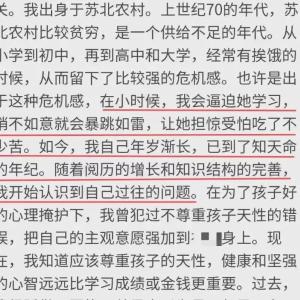 关。我出身于苏北农村。上世纪70的年代，苏
北农村比较贫穷，是一个供给不足的年代。从
小学到初中，再到高中和大学，经常有挨饿的
时候，从而留下了比较强的危机感。也许是出
于这种危机感，在小时候，我会逼迫她学习，
稍不如意就会暴跳如雷，让她担惊受怕吃了不
少苦。如今，我自己年岁渐长，已到了知天命
的年纪。随着阅历的增长和知识结构的完善，
我开始认识到自己过往的问题。在为了孩子好
的心理掩护下，我曾犯过不尊重孩子天性的错
误，把自己的主观意愿强加到身上。现
在，我知道应该尊重孩子的天性，健康和坚强
的心智远远比学习成绩或金钱更重要。过去，